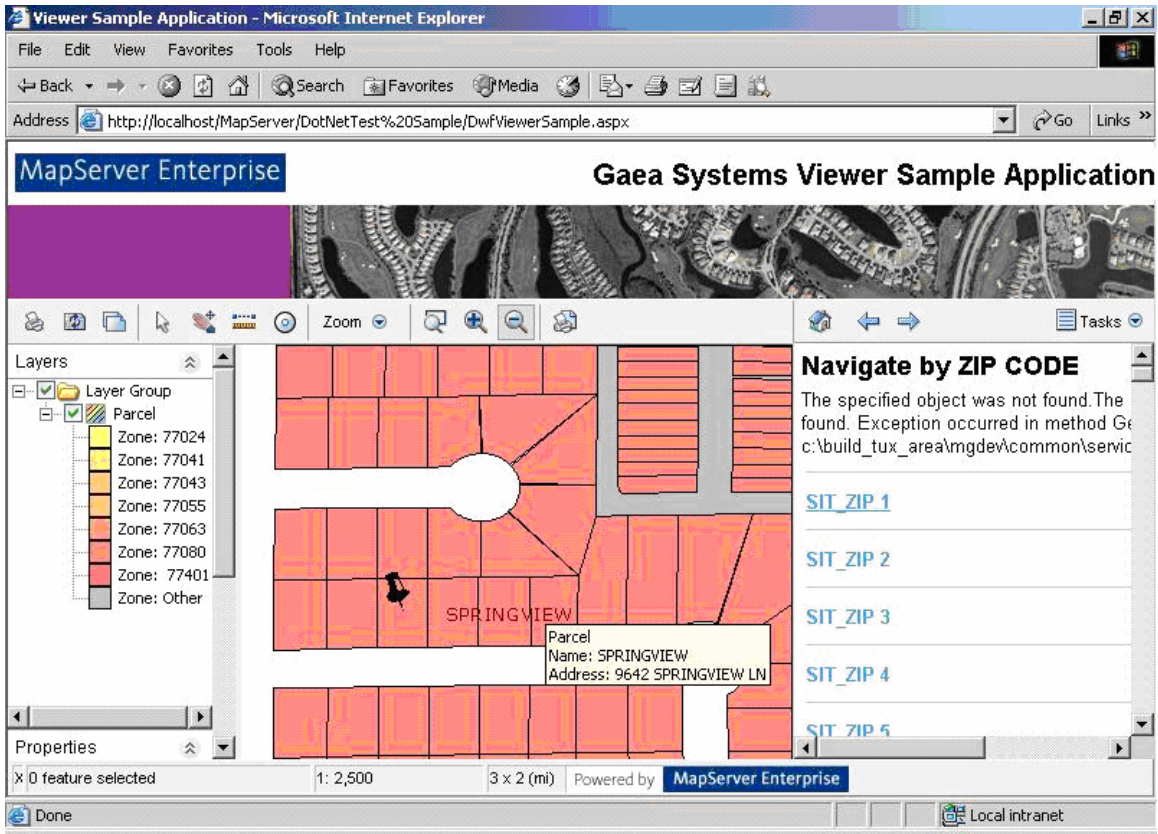 Viewer Sample Application - Microsoft Internet Explorer
File Edit View Favorites Tools Help
Back Search Favorites Media
Address http://localhost/MapServer/DotNetTest%20Sample/DwfViewerSample.aspx Go Links »
MapServer Enterprise
Gaea Systems Viewer Sample Application
Zoom
Tasks
Layers
Layer Group
Parcel
Zone: 77024
Zone: 77041
Zone: 77043
Zone: 77055
Zone: 77063
Zone: 77080
Zone: 77401
Zone: Other
Properties
SPRINGVIEW
Parcel
Name: SPRINGVIEW
Address: 9642 SPRINGVIEW LN
Navigate by ZIP CODE
The specified object was not found.The
found. Exception occurred in method Ge
c:\build_tux_area\mgdev\common\servic
SIT_ZIP 1
SIT_ZIP 2
SIT_ZIP 3
SIT_ZIP 4
SIT_ZIP 5
X 0 feature selected
1: 2,500
3 x 2 (mi)
Powered by MapServer Enterprise
Done
Local intranet